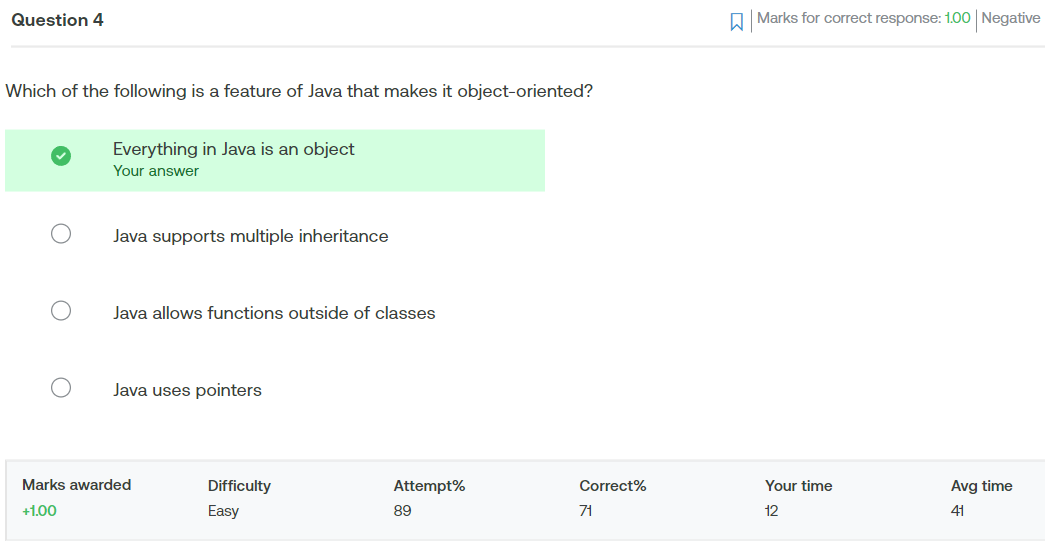 Question 4
Marks for correct response: 1.00 | Negative
Which of the following is a feature of Java that makes it object-oriented?
Everything in Java is an object
Your answer
Java supports multiple inheritance
Java allows functions outside of classes
Java uses pointers
Marks awarded Difficulty Attempt% Correct% Your time Avg time
+1.00 Easy 89 71 12 41